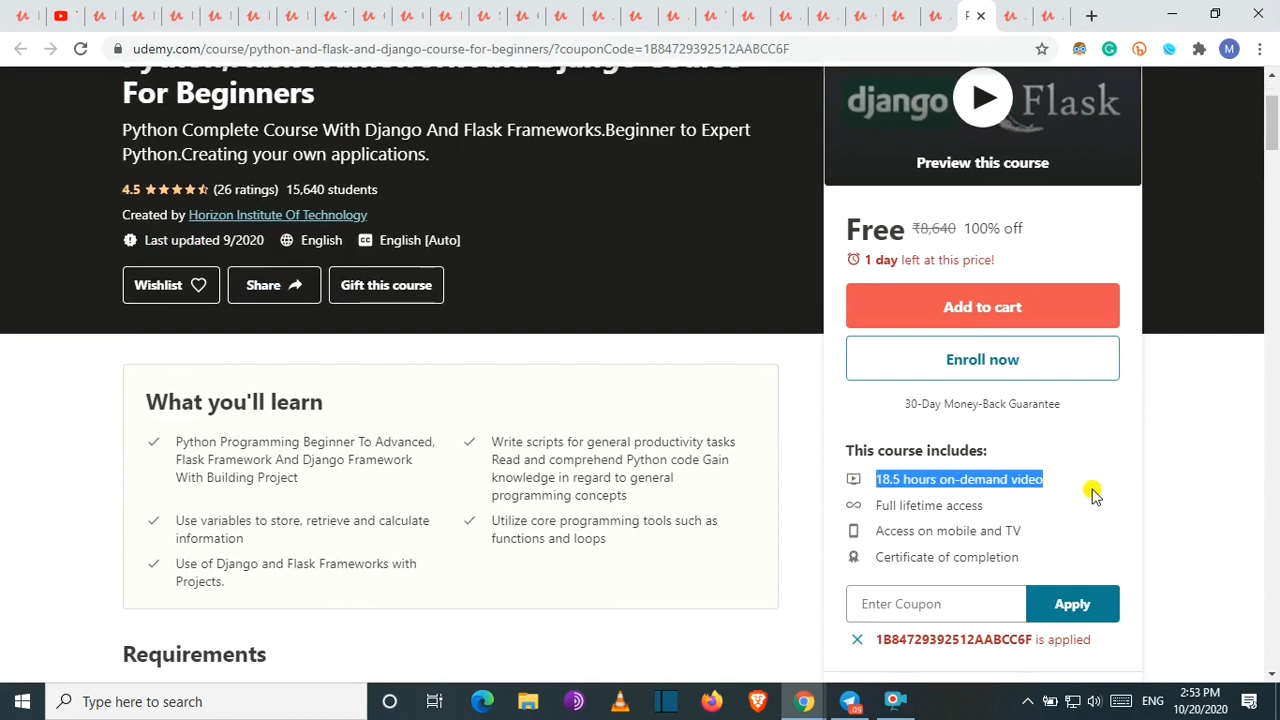 udemy.com/course/python-and-flask-and-django-course-for-beginners/?couponCode=1B84729392512AABCC6F
M
For Beginners
Python Complete Course With Django And Flask Frameworks.Beginner to Expert
Python.Creating your own applications.
4.5 (26 ratings) 15,640 students
Created by Horizon Institute Of Technology
Last updated 9/2020 English English [Auto]
Wishlist Share Gift this course
django Flask
Preview this course
Free ₹8,640 100% off
1 day left at this price!
Add to cart
Enroll now
30-Day Money-Back Guarantee
This course includes:
18.5 hours on-demand video
Full lifetime access
Access on mobile and TV
Certificate of completion
Enter Coupon Apply
1B84729392512AABCC6F is applied
What you'll learn
Python Programming Beginner To Advanced,
Flask Framework And Django Framework
With Building Project
Write scripts for general productivity tasks
Read and comprehend Python code Gain
knowledge in regard to general
programming concepts
Use variables to store, retrieve and calculate
information
Utilize core programming tools such as
functions and loops
Use of Django and Flask Frameworks with
Projects.
Requirements
Type here to search
ENG
2:53 PM
10/20/2020